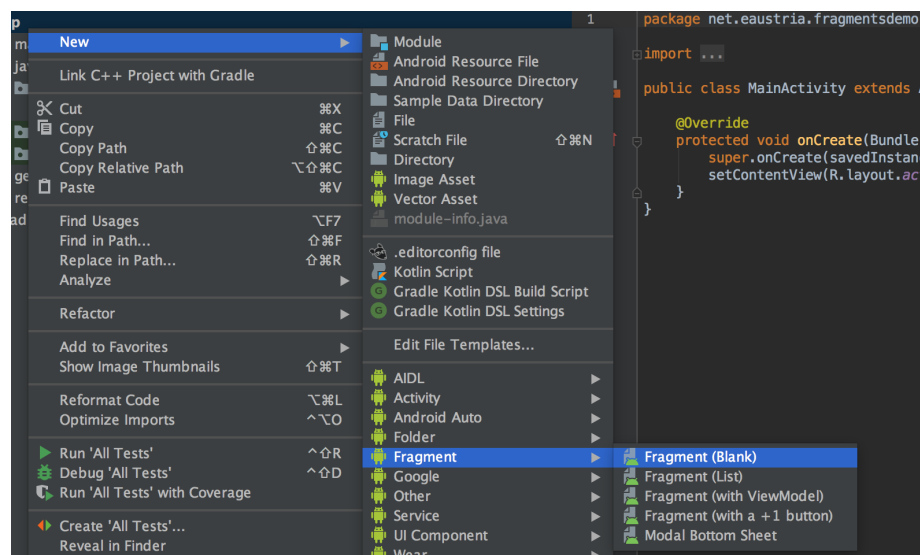 p
m
ja
ge
re
ad
New
Link C++ Project with Gradle
Cut ⌘X
Copy ⌘C
Copy Path ⇧⌘C
Copy Relative Path ⌥⇧⌘C
Paste ⌘V
Find Usages ⌥F7
Find in Path... ⇧⌘F
Replace in Path... ⇧⌘R
Analyze
Refactor
Add to Favorites
Show Image Thumbnails ⇧⌘T
Reformat Code ⌥⌘L
Optimize Imports ^⌥O
Run 'All Tests' ^⇧R
Debug 'All Tests' ^⇧D
Run 'All Tests' with Coverage
Create 'All Tests'...
Reveal in Finder
Module
Android Resource File
Android Resource Directory
Sample Data Directory
File
Scratch File ⇧⌘N
Directory
Image Asset
Vector Asset
module-info.java
.editorconfig file
Kotlin Script
G Gradle Kotlin DSL Build Script
G Gradle Kotlin DSL Settings
Edit File Templates...
AIDL
Activity
Android Auto
Folder
Fragment
Google
Other
Service
UI Component
Wear
Fragment (Blank)
Fragment (List)
Fragment (with ViewModel)
Fragment (with a +1 button)
Modal Bottom Sheet
1
package net.eaustria.fragmentsdemo
import ...
public class MainActivity extends A
@Override
protected void onCreate(Bundle
super.onCreate(savedInstan
setContentView(R.layout.ac
}
}